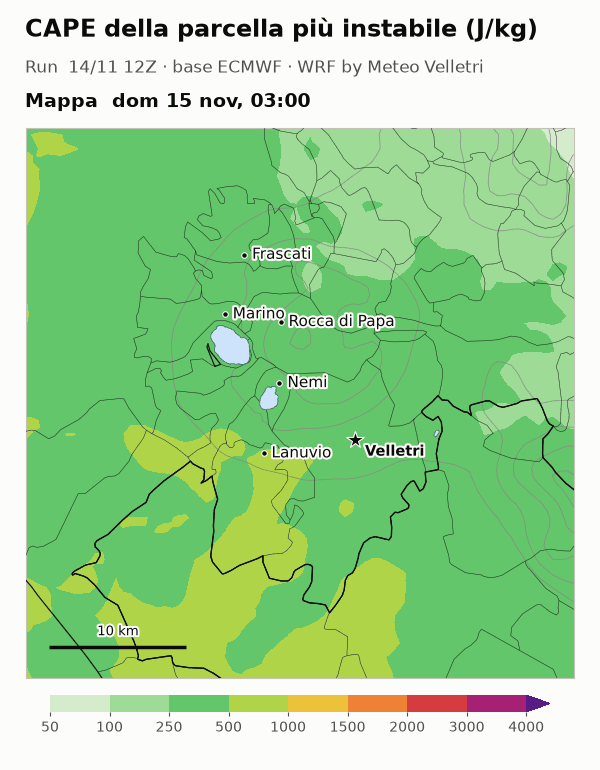 CAPE della parcella più instabile (J/kg)
Run  14/11 12Z · base ECMWF · WRF by Meteo Velletri
Mappa  dom 15 nov, 03:00
Frascati
Marino
Rocca di Papa
Nemi
Velletri
Lanuvio
10 km
50 100 250 500 1000 1500 2000 3000 4000